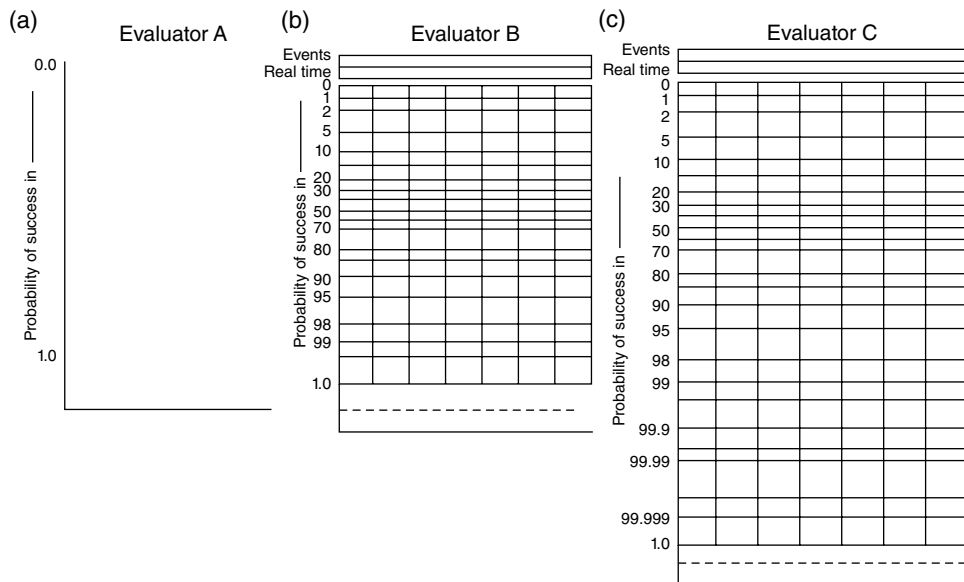 (a)
Evaluator A
0.0
Probability of success in
1.0
(b)
Evaluator B
Events
Real time
0
1
2
5
10
20
30
50
70
80
90
95
98
99
1.0
Probability of success in
(c)
Evaluator C
Events
Real time
0
1
2
5
10
20
30
50
70
80
90
95
98
99
99.9
99.99
99.999
1.0
Probability of success in